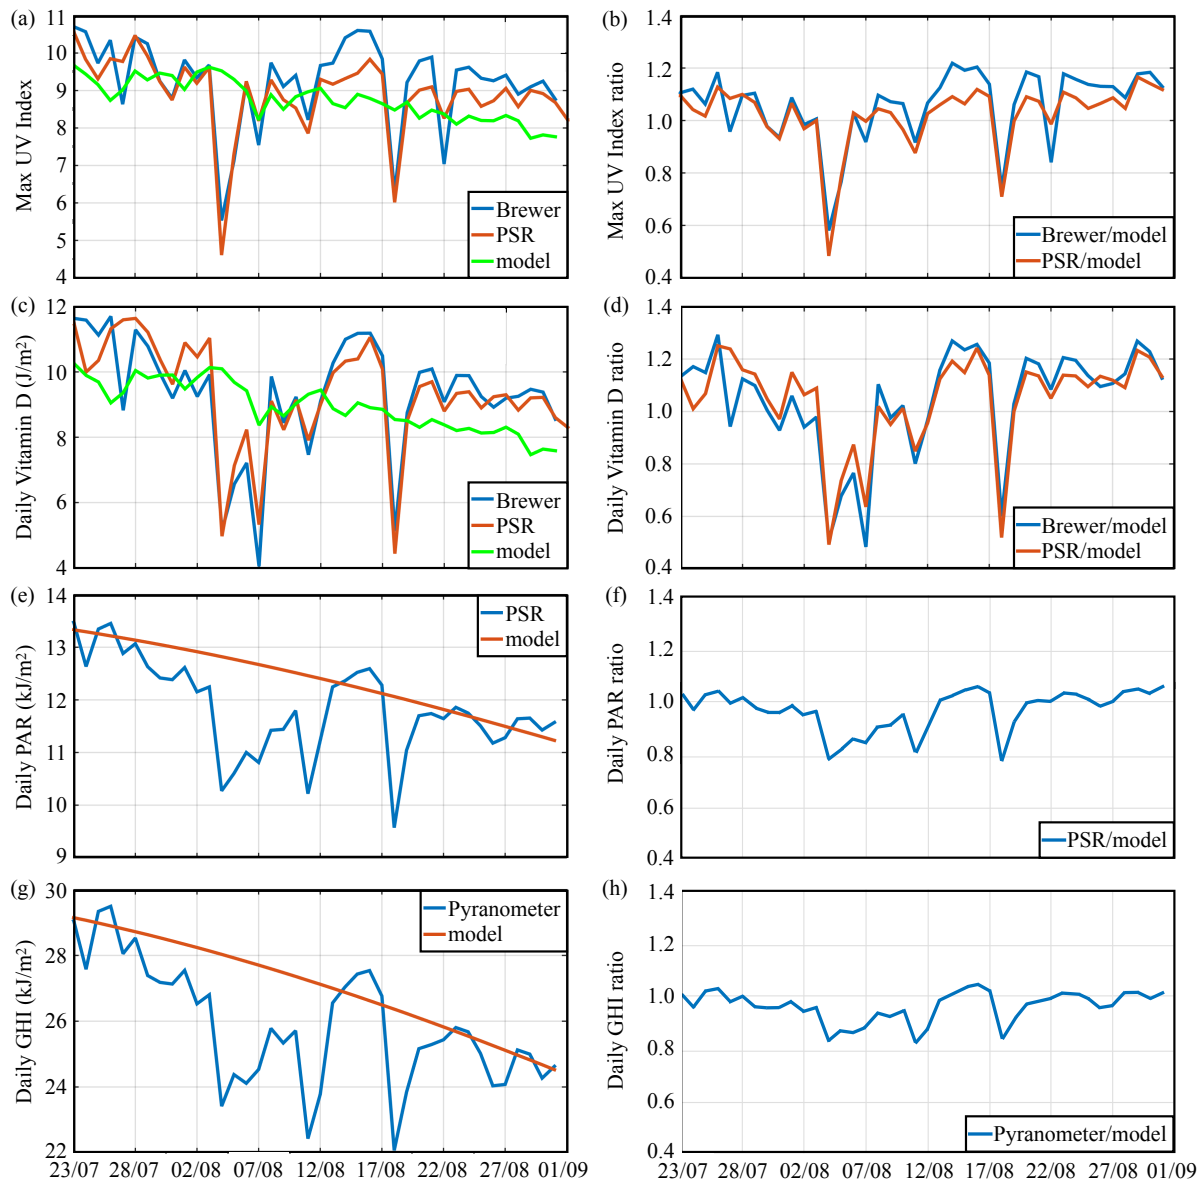 (a)
11
10
9
8
7
6
5
4
Max UV Index
Brewer
PSR
model
(b)
1.4
1.2
1.0
0.8
0.6
0.4
Max UV Index ratio
Brewer/model
PSR/model
(c)
12
10
8
6
4
Daily Vitamin D (J/m²)
Brewer
PSR
model
(d)
1.4
1.2
1.0
0.8
0.6
0.4
Daily Vitamin D ratio
Brewer/model
PSR/model
(e)
14
13
12
11
10
9
Daily PAR (kJ/m²)
PSR
model
(f)
1.4
1.2
1.0
0.8
0.6
0.4
Daily PAR ratio
PSR/model
(g)
30
28
26
24
22
Daily GHI (kJ/m²)
Pyranometer
model
23/07 28/07 02/08 07/08 12/08 17/08 22/08 27/08 01/09
(h)
1.4
1.2
1.0
0.8
0.6
0.4
Daily GHI ratio
Pyranometer/model
23/07 28/07 02/08 07/08 12/08 17/08 22/08 27/08 01/09